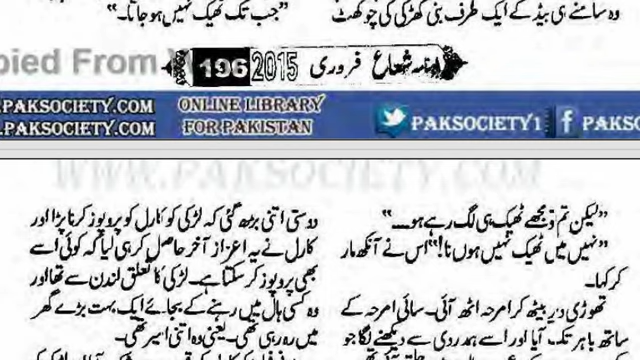 وہ سامنے ہی بیڈ کے ایک طرف بنی کھڑکی کی چوکھٹ
”جب تک ٹھیک نہیں ہو جاتا۔“
pied From W
ماہنامہ شعاع فروری 2015 196
PAKSOCIETY.COM
.PAKSOCIETY.COM
ONLINE LIBRARY
FOR PAKISTAN
PAKSOCIETY1
PAKSO
WWW.PAKSOCIETY.COM
”لیکن تم تو مجھے ٹھیک ہی لگ رہے ہو۔۔۔“
”نہیں میں ٹھیک نہیں ہوں نا!“ اس نے آنکھ مار
کر کہا۔
تھوڑی دیر بیٹھ کر امرحہ اٹھ آئی۔ سائی امرحہ کے
ساتھ باہر تک آیا اور اسے ہمدردی سے دیکھنے لگا جو
دوستی اتنی بڑھ گئی کہ لڑکی کو کارل کو پروپوز کرنا پڑا اور
کارل نے یہ اعزاز آخر حاصل کر ہی لیا کہ کوئی اسے
بھی پروپوز کر سکتا ہے۔ لڑکی کا تعلق لندن سے تھا اور
وہ کسی ہال میں رہنے کے بجائے ایک بہت بڑے گھر
میں رہ رہی تھی۔ یعنی وہ اتنی امیر تھی۔